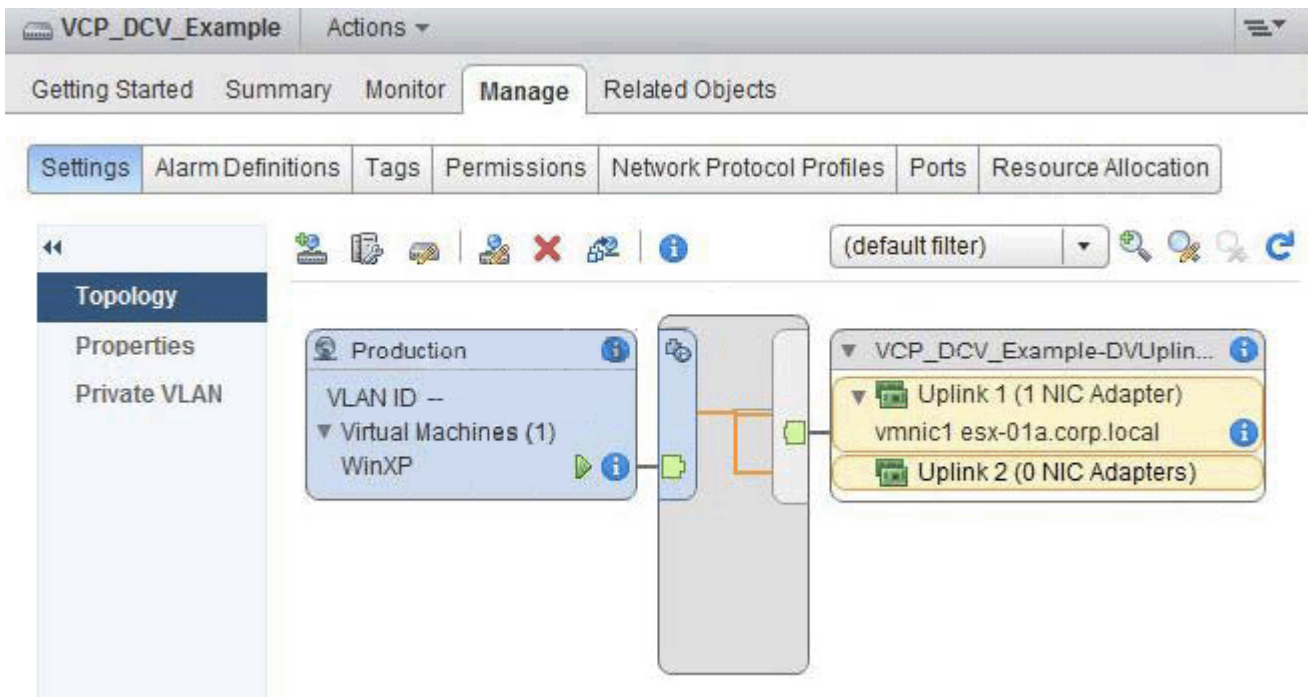 VCP_DCV_Example Actions
Getting Started Summary Monitor Manage Related Objects
Settings Alarm Definitions Tags Permissions Network Protocol Profiles Ports Resource Allocation
(default filter)
Topology
Properties
Private VLAN
Production
VLAN ID --
Virtual Machines (1)
WinXP
VCP_DCV_Example-DVUplin...
Uplink 1 (1 NIC Adapter)
vmnic1 esx-01a.corp.local
Uplink 2 (0 NIC Adapters)